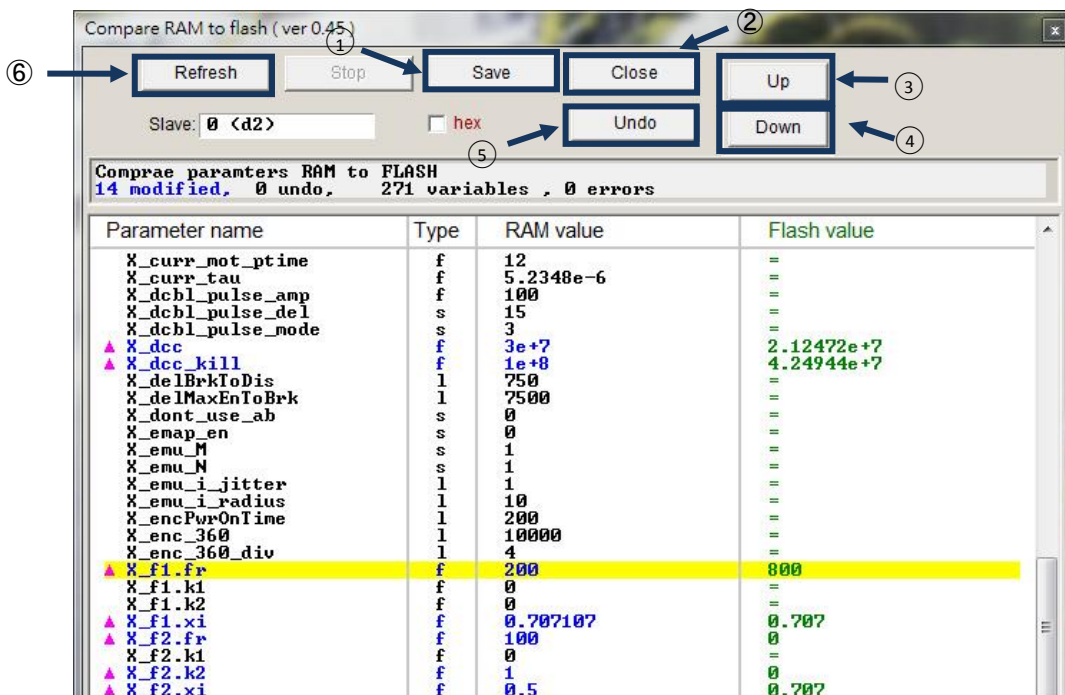 Compare RAM to flash ( ver 0.45 )
x
① ②
⑥ Refresh Stop Save Close Up ③
Slave: 0 (d2) hex Undo Down ④
⑤
Comprae paramters RAM to FLASH
14 modified, 0 undo, 271 variables , 0 errors
Parameter name Type RAM value Flash value
X_curr_mot_ptime f 12 =
X_curr_tau f 5.2348e-6 =
X_dcbl_pulse_amp f 100 =
X_dcbl_pulse_del s 15 =
X_dcbl_pulse_mode s 3 =
▲ X_dcc f 3e+7 2.12472e+7
▲ X_dcc_kill f 1e+8 4.24944e+7
X_delBrkToDis l 750 =
X_delMaxEnToBrk l 7500 =
X_dont_use_ab s 0 =
X_emap_en s 0 =
X_emu_M s 1 =
X_emu_N s 1 =
X_emu_i_jitter l 1 =
X_emu_i_radius l 10 =
X_encPwrOnTime l 200 =
X_enc_360 l 10000 =
X_enc_360_div l 4 =
▲ X_f1.fr f 200 800
X_f1.k1 f 0 =
X_f1.k2 f 0 =
▲ X_f1.xi f 0.707107 0.707
▲ X_f2.fr f 100 0
X_f2.k1 f 0 =
▲ X_f2.k2 f 1 0
▲ X_f2.xi f 0.5 0.707